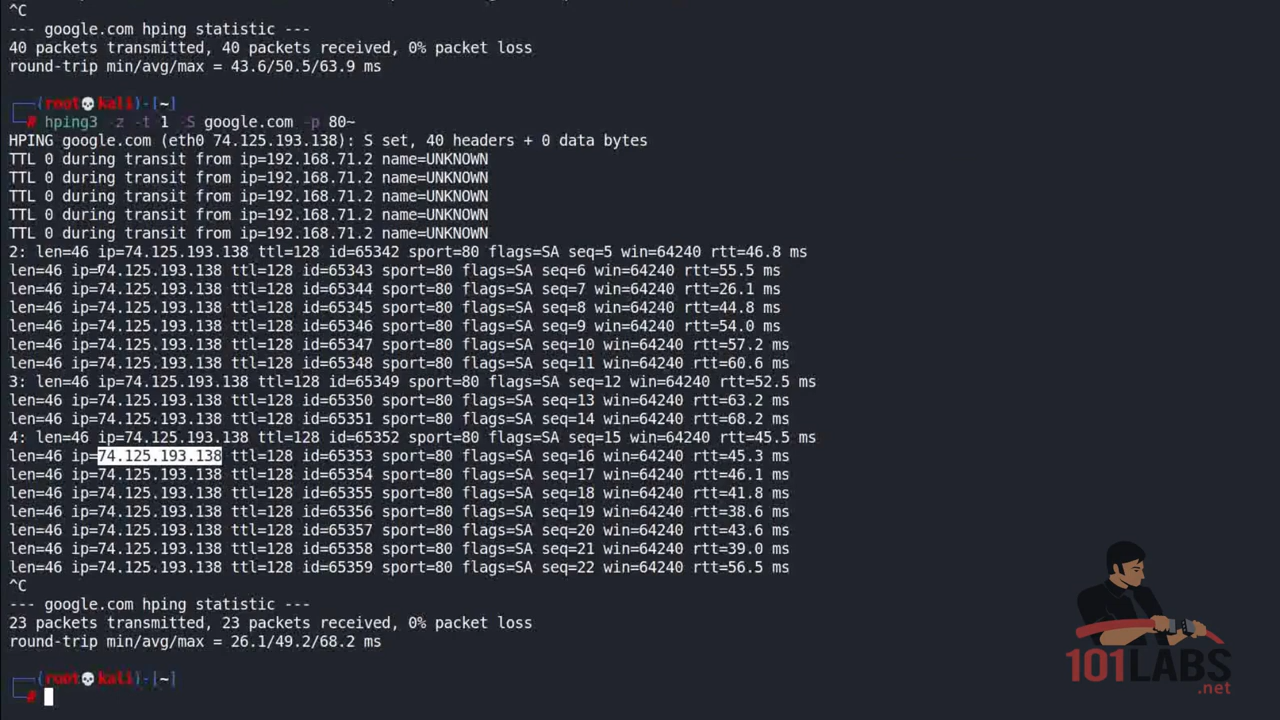 ^C
--- google.com hping statistic ---
40 packets transmitted, 40 packets received, 0% packet loss
round-trip min/avg/max = 43.6/50.5/63.9 ms
┌──(root💀kali)-[~]
└─# hping3 -z -t 1 -S google.com -p 80~
HPING google.com (eth0 74.125.193.138): S set, 40 headers + 0 data bytes
TTL 0 during transit from ip=192.168.71.2 name=UNKNOWN
TTL 0 during transit from ip=192.168.71.2 name=UNKNOWN
TTL 0 during transit from ip=192.168.71.2 name=UNKNOWN
TTL 0 during transit from ip=192.168.71.2 name=UNKNOWN
TTL 0 during transit from ip=192.168.71.2 name=UNKNOWN
2: len=46 ip=74.125.193.138 ttl=128 id=65342 sport=80 flags=SA seq=5 win=64240 rtt=46.8 ms
len=46 ip=74.125.193.138 ttl=128 id=65343 sport=80 flags=SA seq=6 win=64240 rtt=55.5 ms
len=46 ip=74.125.193.138 ttl=128 id=65344 sport=80 flags=SA seq=7 win=64240 rtt=26.1 ms
len=46 ip=74.125.193.138 ttl=128 id=65345 sport=80 flags=SA seq=8 win=64240 rtt=44.8 ms
len=46 ip=74.125.193.138 ttl=128 id=65346 sport=80 flags=SA seq=9 win=64240 rtt=54.0 ms
len=46 ip=74.125.193.138 ttl=128 id=65347 sport=80 flags=SA seq=10 win=64240 rtt=57.2 ms
len=46 ip=74.125.193.138 ttl=128 id=65348 sport=80 flags=SA seq=11 win=64240 rtt=60.6 ms
3: len=46 ip=74.125.193.138 ttl=128 id=65349 sport=80 flags=SA seq=12 win=64240 rtt=52.5 ms
len=46 ip=74.125.193.138 ttl=128 id=65350 sport=80 flags=SA seq=13 win=64240 rtt=63.2 ms
len=46 ip=74.125.193.138 ttl=128 id=65351 sport=80 flags=SA seq=14 win=64240 rtt=68.2 ms
4: len=46 ip=74.125.193.138 ttl=128 id=65352 sport=80 flags=SA seq=15 win=64240 rtt=45.5 ms
len=46 ip=74.125.193.138 ttl=128 id=65353 sport=80 flags=SA seq=16 win=64240 rtt=45.3 ms
len=46 ip=74.125.193.138 ttl=128 id=65354 sport=80 flags=SA seq=17 win=64240 rtt=46.1 ms
len=46 ip=74.125.193.138 ttl=128 id=65355 sport=80 flags=SA seq=18 win=64240 rtt=41.8 ms
len=46 ip=74.125.193.138 ttl=128 id=65356 sport=80 flags=SA seq=19 win=64240 rtt=38.6 ms
len=46 ip=74.125.193.138 ttl=128 id=65357 sport=80 flags=SA seq=20 win=64240 rtt=43.6 ms
len=46 ip=74.125.193.138 ttl=128 id=65358 sport=80 flags=SA seq=21 win=64240 rtt=39.0 ms
len=46 ip=74.125.193.138 ttl=128 id=65359 sport=80 flags=SA seq=22 win=64240 rtt=56.5 ms
^C
--- google.com hping statistic ---
23 packets transmitted, 23 packets received, 0% packet loss
round-trip min/avg/max = 26.1/49.2/68.2 ms
┌──(root💀kali)-[~]
└─#
101LABS
.net